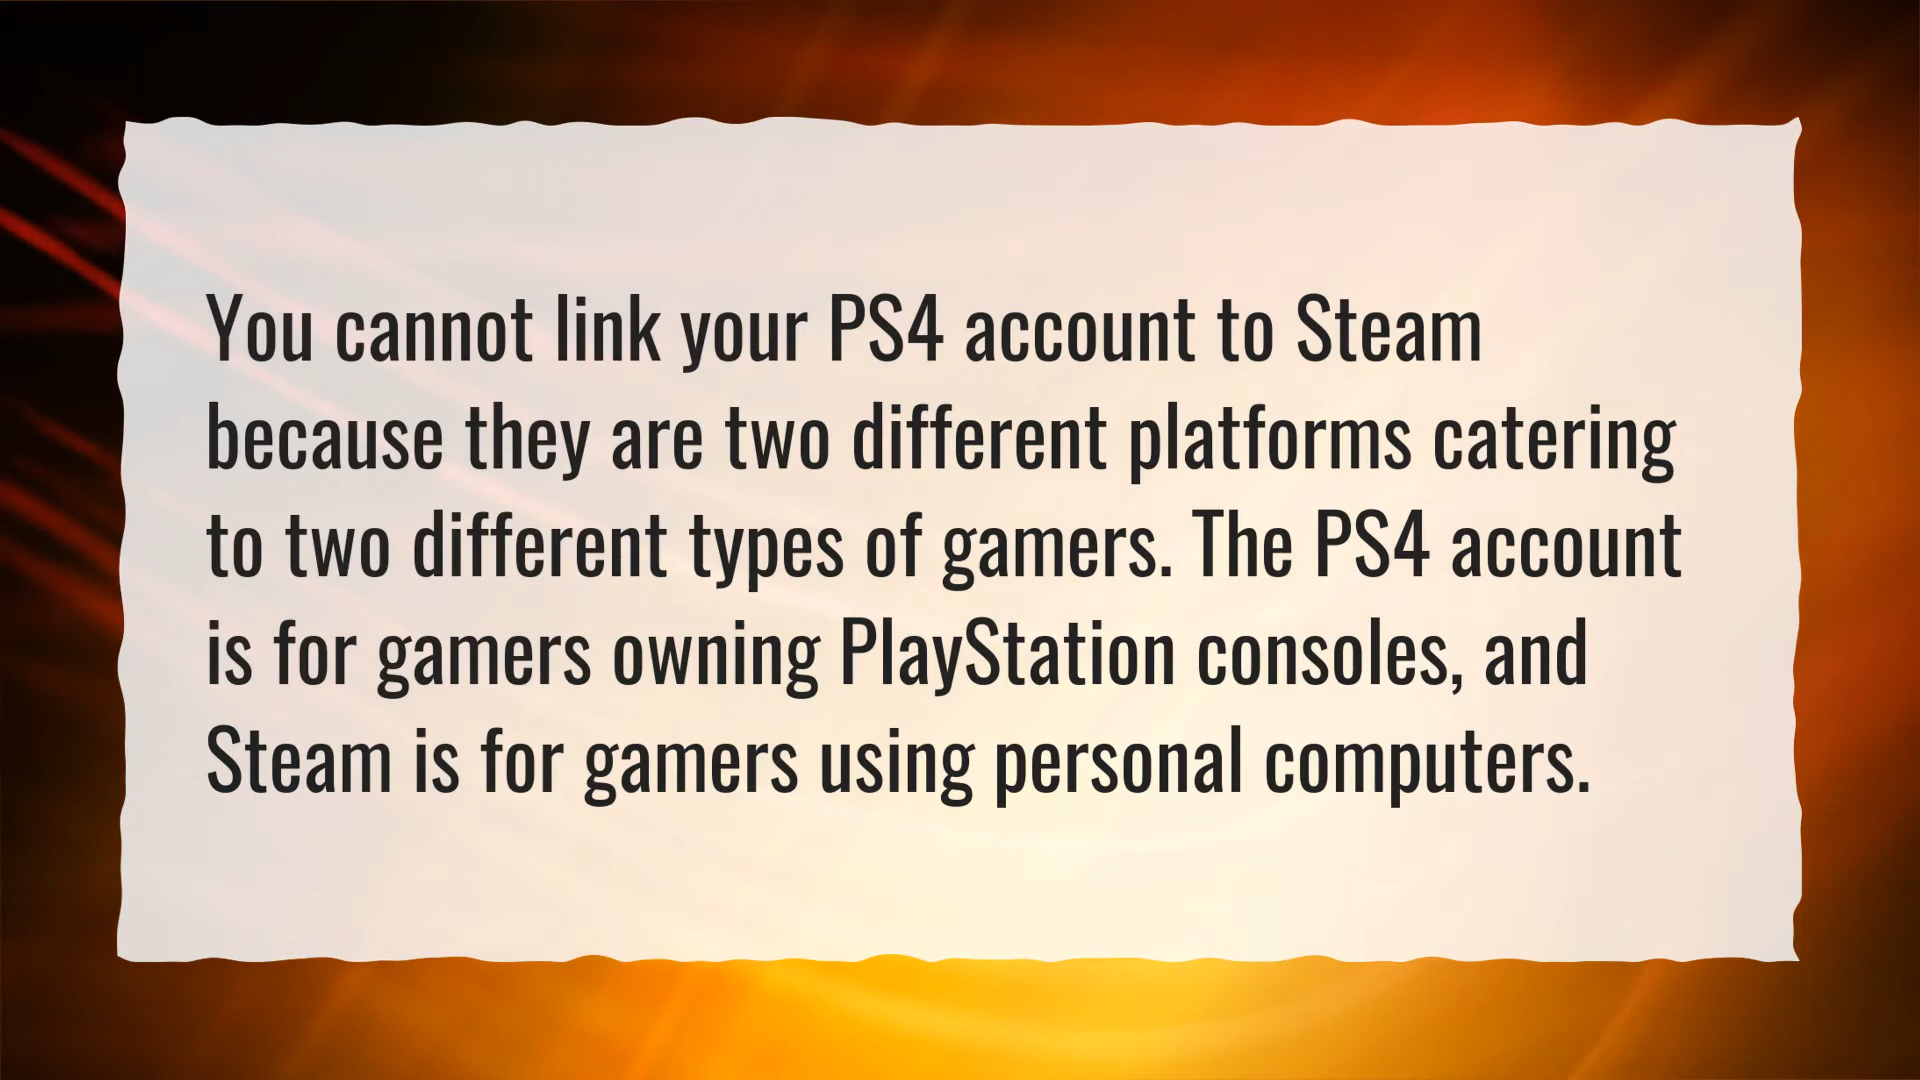 You cannot link your PS4 account to Steam
because they are two different platforms catering
to two different types of gamers. The PS4 account
is for gamers owning PlayStation consoles, and
Steam is for gamers using personal computers.